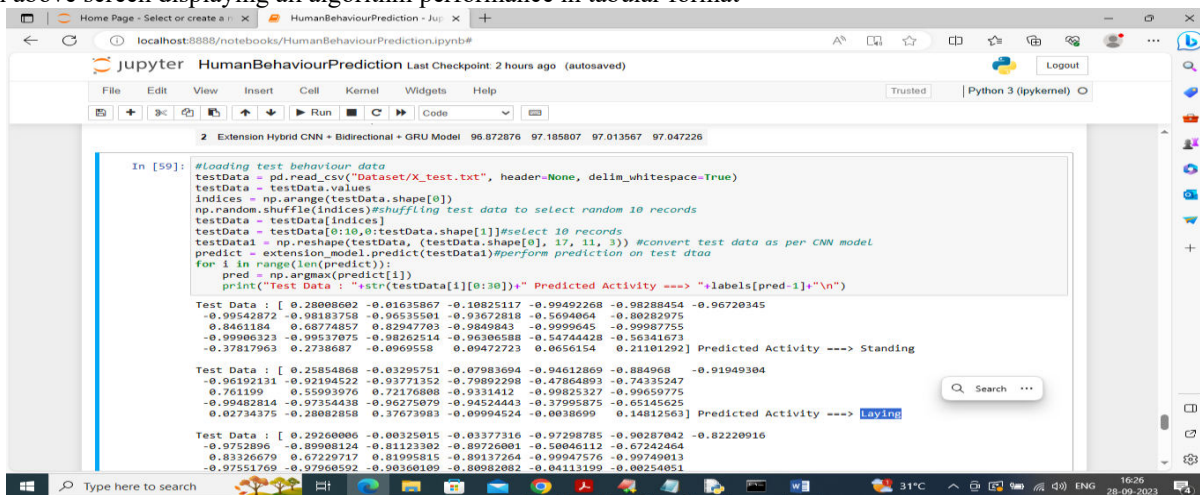 above screen displaying an algorithm performance in tabular format
Home Page - Select or create a n
HumanBehaviourPrediction - Jup
localhost:8888/notebooks/HumanBehaviourPrediction.ipynb#
jupyter HumanBehaviourPrediction Last Checkpoint: 2 hours ago (autosaved)
Logout
File Edit View Insert Cell Kernel Widgets Help
Trusted Python 3 (ipykernel)
Run Code
2 Extension Hybrid CNN + Bidirectional + GRU Model 96.872876 97.185807 97.013567 97.047226
In [59]: #Loading test behaviour data
testData = pd.read_csv("Dataset/X_test.txt", header=None, delim_whitespace=True)
testData = testData.values
indices = np.arange(testData.shape[0])
np.random.shuffle(indices)#shuffling test data to select random 10 records
testData = testData[indices]
testData = testData[0:10,0:testData.shape[1]]#select 10 records
testData1 = np.reshape(testData, (testData.shape[0], 17, 11, 3)) #convert test data as per CNN model
predict = extension_model.predict(testData1)#perform prediction on test dtaa
for i in range(len(predict)):
pred = np.argmax(predict[i])
print("Test Data : "+str(testData[i][0:30])+" Predicted Activity ===> "+labels[pred-1]+"\n")
Test Data : [ 0.28008602 -0.01635867 -0.10825117 -0.99492268 -0.98288454 -0.96720345
-0.99542872 -0.98183758 -0.96535501 -0.93672818 -0.5694064 -0.80282975
0.8461184 0.68774857 0.82947703 -0.9849843 -0.9999645 -0.99987755
-0.99906323 -0.99537075 -0.98262514 -0.96306588 -0.54744428 -0.56341673
-0.37817963 0.2738687 -0.0969558 0.09472723 0.0656154 0.21101292] Predicted Activity ===> Standing
Test Data : [ 0.25854868 -0.03295751 -0.07983694 -0.94612869 -0.884968 -0.91949304
-0.96192131 -0.92194522 -0.93771352 -0.79892298 -0.47864893 -0.74335247
0.761199 0.55993976 0.72176808 -0.9331412 -0.99825327 -0.99659775
-0.99482814 -0.97354438 -0.96275079 -0.94524443 -0.37995875 -0.65145625
0.02734375 -0.28082858 0.37673983 -0.09994524 -0.0038699 0.14812563] Predicted Activity ===> Laying
Search ...
Test Data : [ 0.29260006 -0.00325015 -0.03377316 -0.97298785 -0.90287042 -0.82220916
-0.9752896 -0.89908124 -0.81123302 -0.89726001 -0.50046112 -0.67242464
0.83326679 0.67229717 0.81995815 -0.89137264 -0.99947576 -0.99749013
-0.97551769 -0.97960592 -0.90360109 -0.80982082 -0.04113199 -0.00254051
Type here to search
31°C
ENG
16:26
28-09-2023